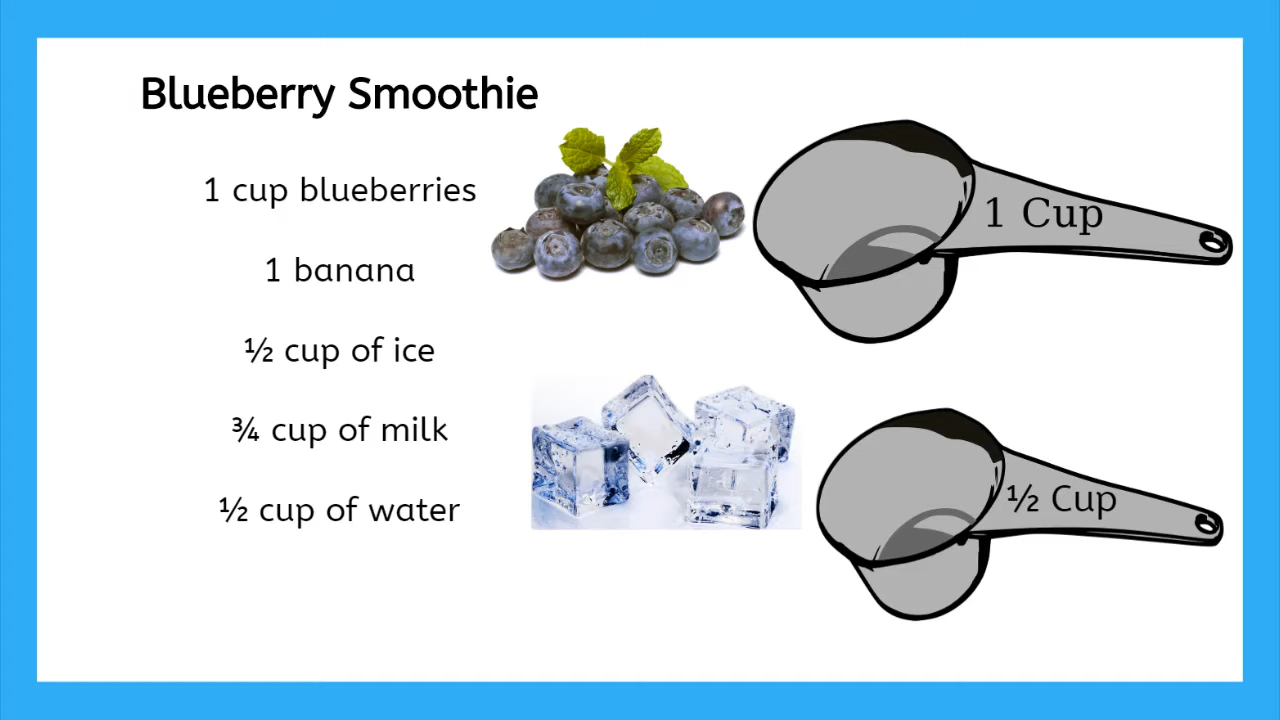 Blueberry Smoothie
1 cup blueberries
1 banana
½ cup of ice
¾ cup of milk
½ cup of water
1 Cup
½ Cup